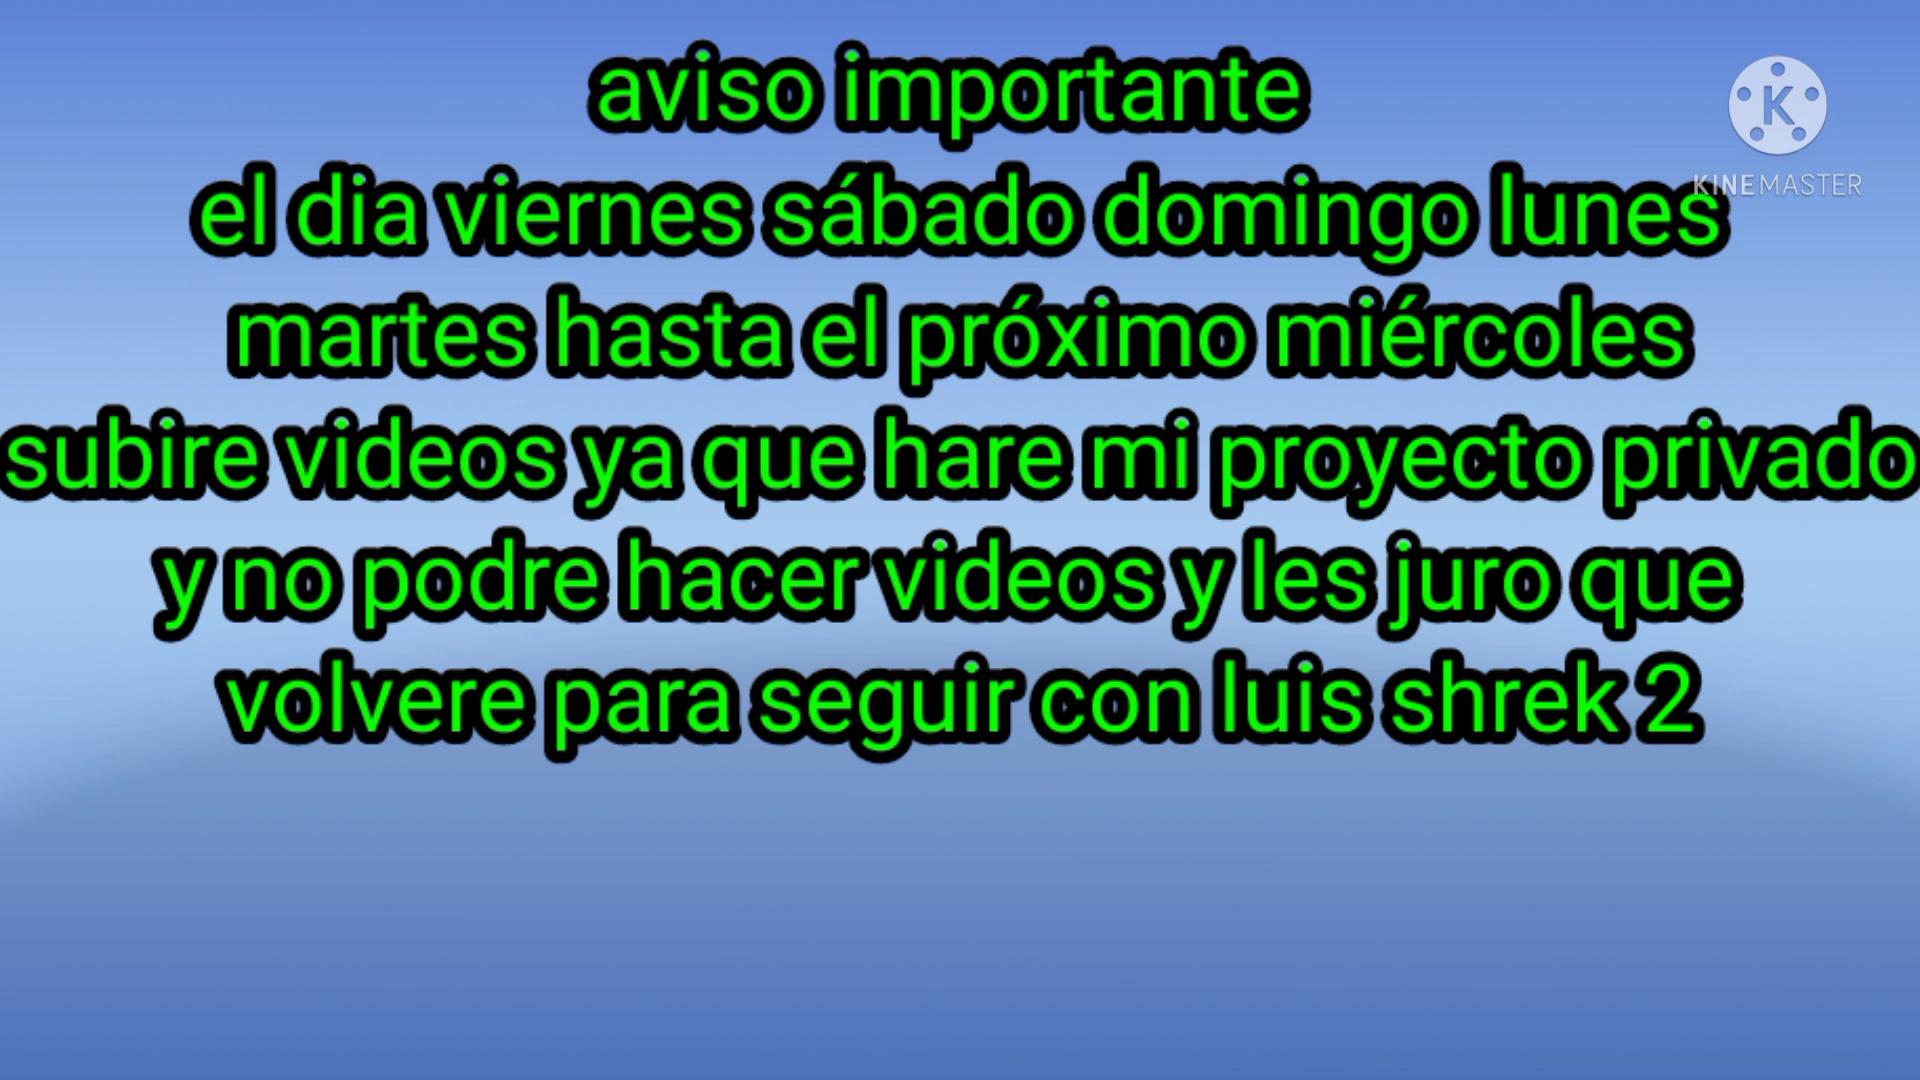 aviso importante
el dia viernes sábado domingo lunes
martes hasta el próximo miércoles
subire videos ya que hare mi proyecto privado
y no podre hacer videos y les juro que
volvere para seguir con luis shrek 2
K
KINEMASTER